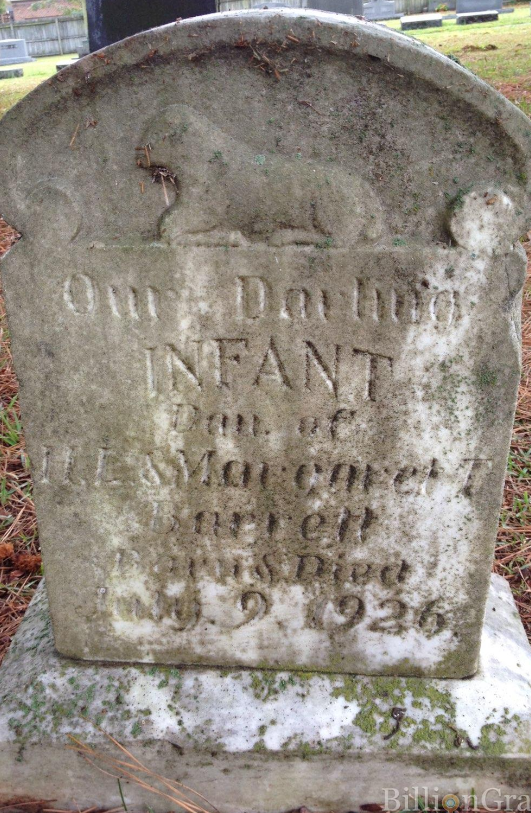 Our Darling
INFANT
Dau. of
H.L.& Margaret T.
Barrett
Born & Died
July 9 1926
BillionGra